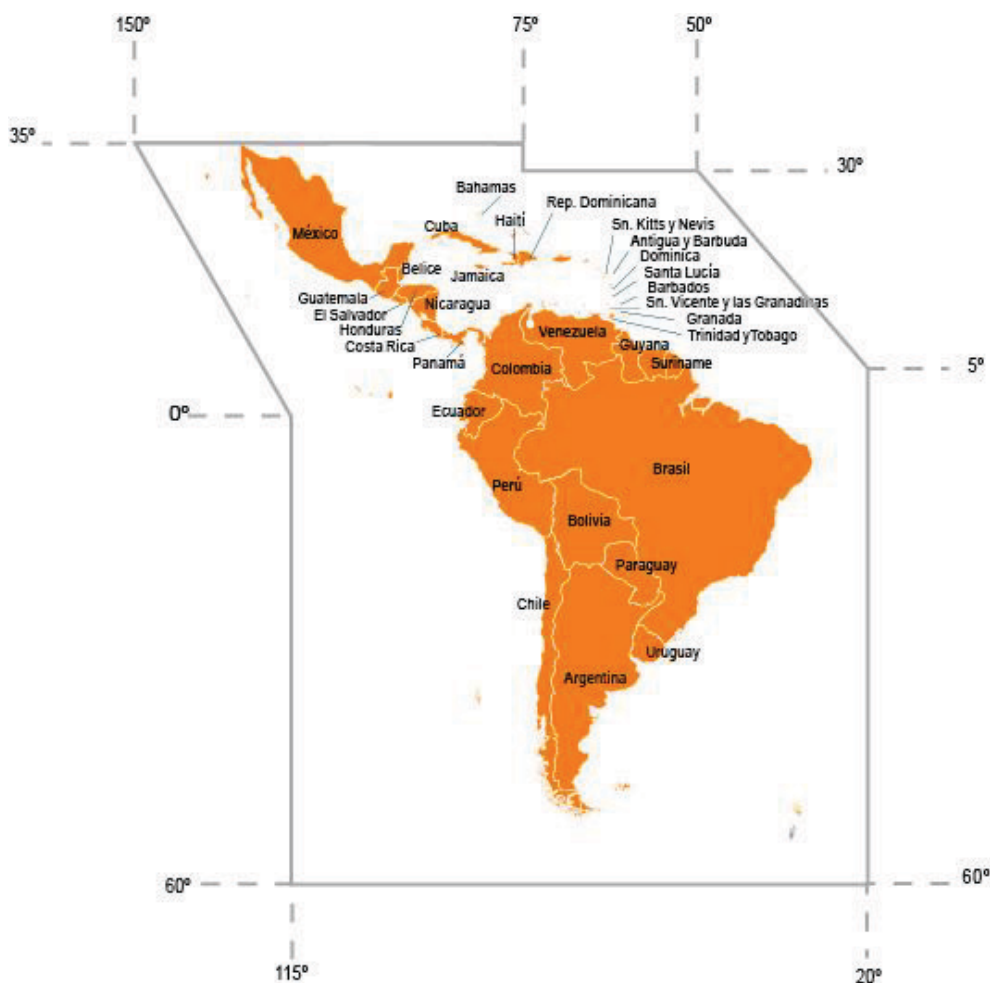 150º
75º
50º
35º
30º
Bahamas
Rep. Dominicana
Haití
Sn. Kitts y Nevis
Cuba
México
Antigua y Barbuda
Dominica
Belice
Jamaica
Santa Lucía
Barbados
Guatemala
Nicaragua
Sn. Vicente y las Granadinas
El Salvador
Granada
Honduras
Venezuela
Trinidad yTobago
Costa Rica
Guyana
Panamá
Colombia
Suriname
5º
Ecuador
0º
Brasil
Perú
Bolivia
Paraguay
Chile
Uruguay
Argentina
60º
60º
115º
20º